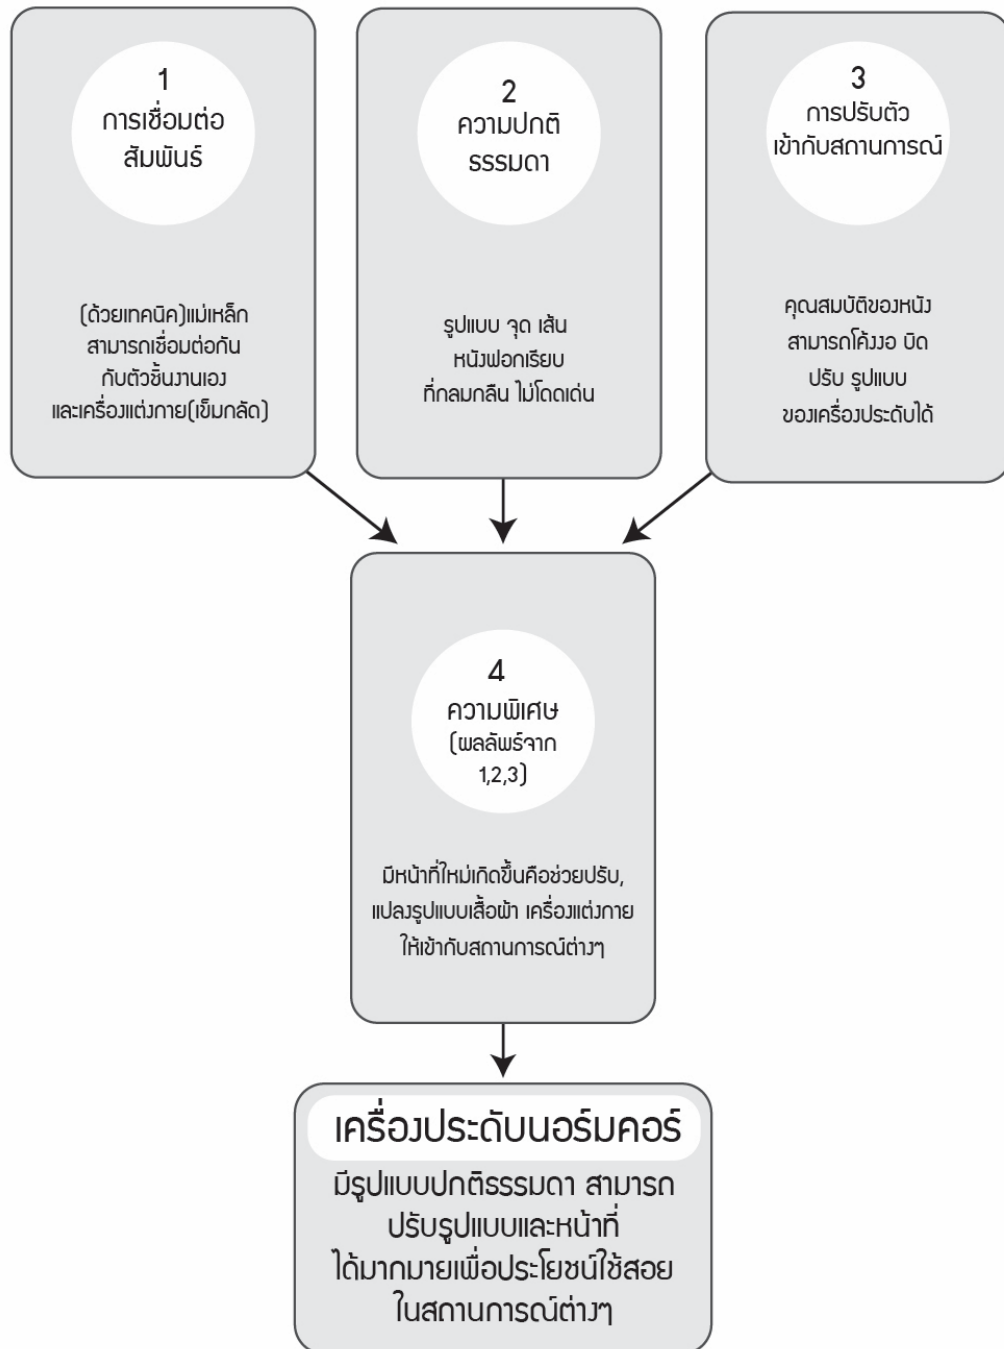 1
การเชื่อมต่อ
สัมพันธ์
(ด้วยเทคนิค)แม่เหล็ก
สามารถเชื่อมต่อกัน
กับตัวชิ้นงานเอง
และเครื่องแต่งกาย(เข็มกลัด)
2
ความปกติ
ธรรมดา
รูปแบบ จุด เส้น
หนังฟอกเรียบ
ที่กลมกลืน ไม่โดดเด่น
3
การปรับตัว
เข้ากับสถานการณ์
คุณสมบัติของหนัง
สามารถโค้งงอ บิด
ปรับ รูปแบบ
ของเครื่องประดับได้
4
ความพิเศษ
(ผลลัพธ์จาก
1,2,3)
มีหน้าที่ใหม่เกิดขึ้นคือช่วยปรับ,
แปลงรูปแบบเสื้อผ้า เครื่องแต่งกาย
ให้เข้ากับสถานการณ์ต่างๆ
เครื่องประดับนอร์มคอร์
มีรูปแบบปกติธรรมดา สามารถ
ปรับรูปแบบและหน้าที่
ได้มากมายเพื่อประโยชน์ใช้สอย
ในสถานการณ์ต่างๆ